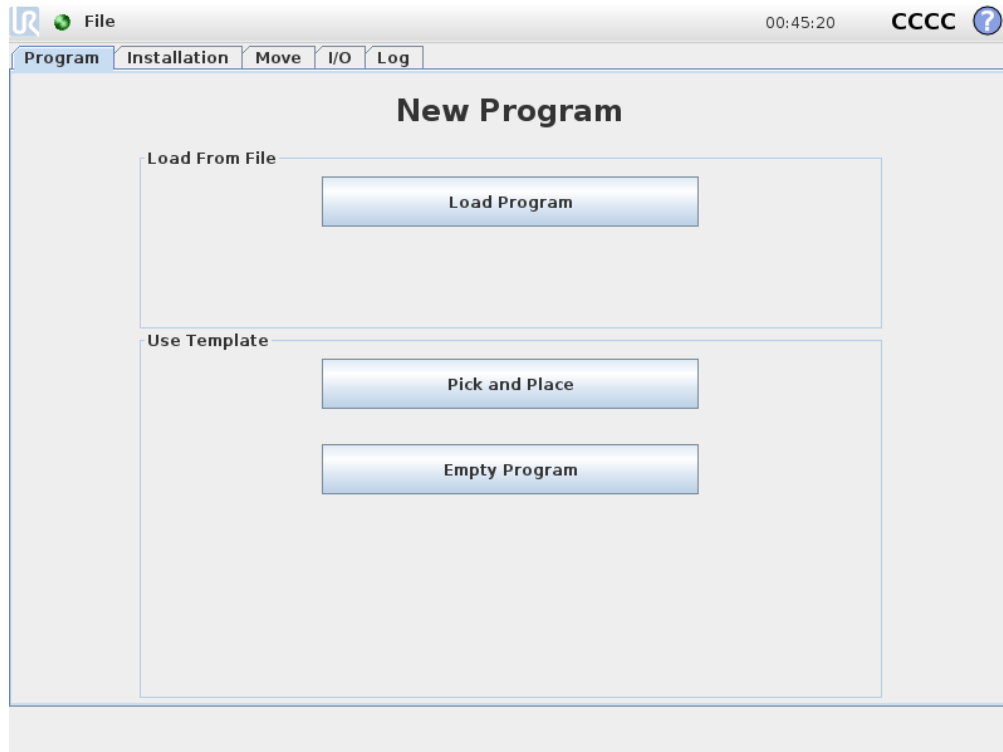 UR File 00:45:20 CCCC ?
Program Installation Move I/O Log
New Program
Load From File
Load Program
Use Template
Pick and Place
Empty Program